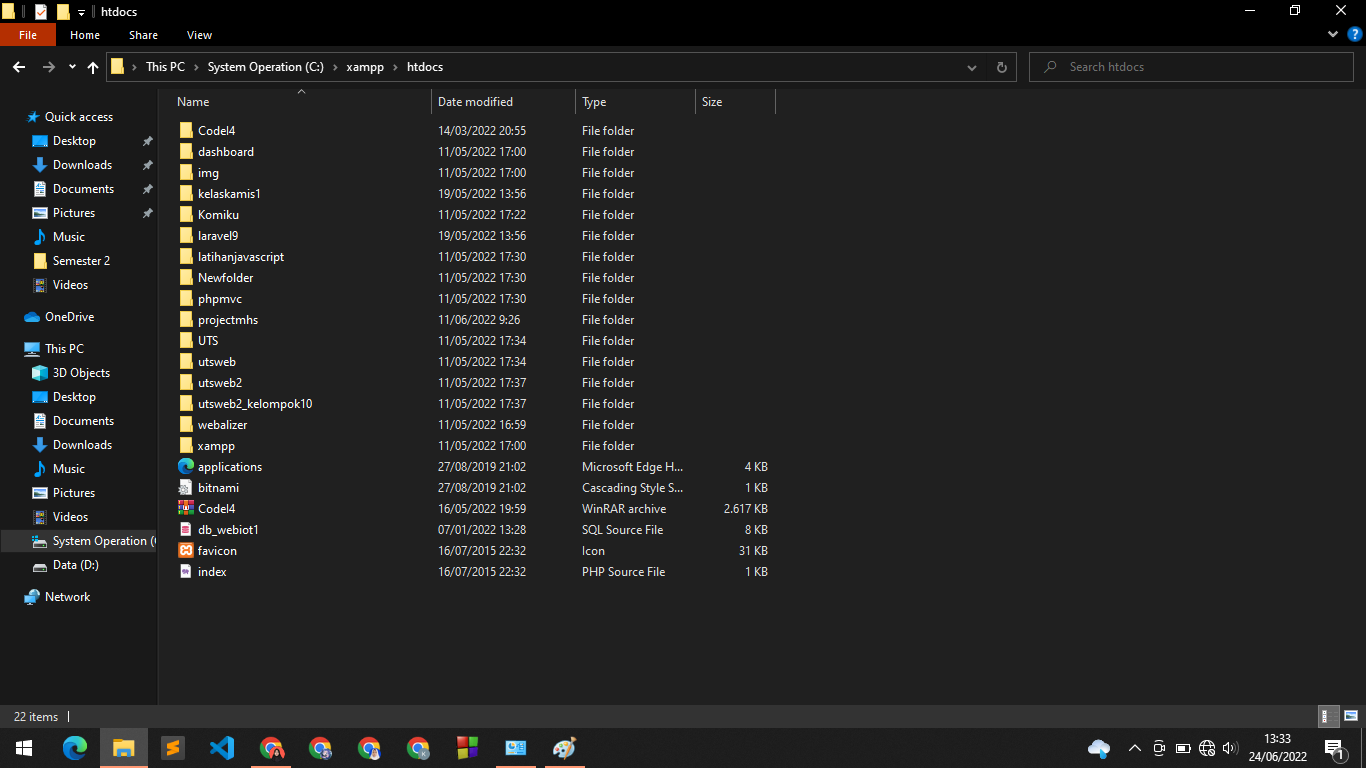 htdocs
File Home Share View
This PC System Operation (C:) xampp htdocs Search htdocs
Name Date modified Type Size
Quick access
Desktop
Downloads
Documents
Pictures
Music
Semester 2
Videos
OneDrive
This PC
3D Objects
Desktop
Documents
Downloads
Music
Pictures
Videos
System Operation (
Data (D:)
Network
CodeI4 14/03/2022 20:55 File folder
dashboard 11/05/2022 17:00 File folder
img 11/05/2022 17:00 File folder
kelaskamis1 19/05/2022 13:56 File folder
Komiku 11/05/2022 17:22 File folder
laravel9 19/05/2022 13:56 File folder
latihanjavascript 11/05/2022 17:30 File folder
Newfolder 11/05/2022 17:30 File folder
phpmvc 11/05/2022 17:30 File folder
projectmhs 11/06/2022 9:26 File folder
UTS 11/05/2022 17:34 File folder
utsweb 11/05/2022 17:34 File folder
utsweb2 11/05/2022 17:37 File folder
utsweb2_kelompok10 11/05/2022 17:37 File folder
webalizer 11/05/2022 16:59 File folder
xampp 11/05/2022 17:00 File folder
applications 27/08/2019 21:02 Microsoft Edge H... 4 KB
bitnami 27/08/2019 21:02 Cascading Style S... 1 KB
CodeI4 16/05/2022 19:59 WinRAR archive 2.617 KB
db_webiot1 07/01/2022 13:28 SQL Source File 8 KB
favicon 16/07/2015 22:32 Icon 31 KB
index 16/07/2015 22:32 PHP Source File 1 KB
22 items
13:33
24/06/2022
1